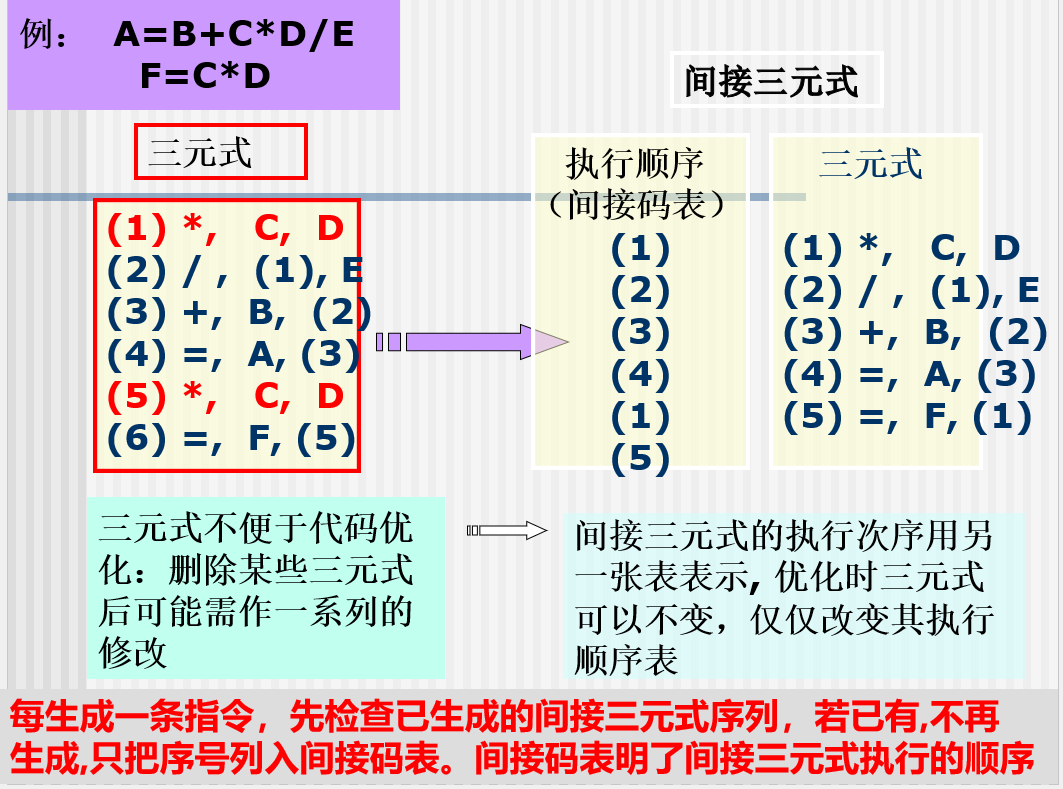 例： A=B+C*D/E
F=C*D
间接三元式
三元式
(1) *, C, D
(2) / , (1), E
(3) +, B, (2)
(4) =, A, (3)
(5) *, C, D
(6) =, F, (5)
执行顺序
（间接码表）
(1)
(2)
(3)
(4)
(1)
(5)
三元式
(1) *, C, D
(2) / , (1), E
(3) +, B, (2)
(4) =, A, (3)
(5) =, F, (1)
三元式不便于代码优
化：删除某些三元式
后可能需作一系列的
修改
间接三元式的执行次序用另
一张表表示, 优化时三元式
可以不变，仅仅改变其执行
顺序表
每生成一条指令，先检查已生成的间接三元式序列，若已有,不再
生成,只把序号列入间接码表。间接码表明了间接三元式执行的顺序